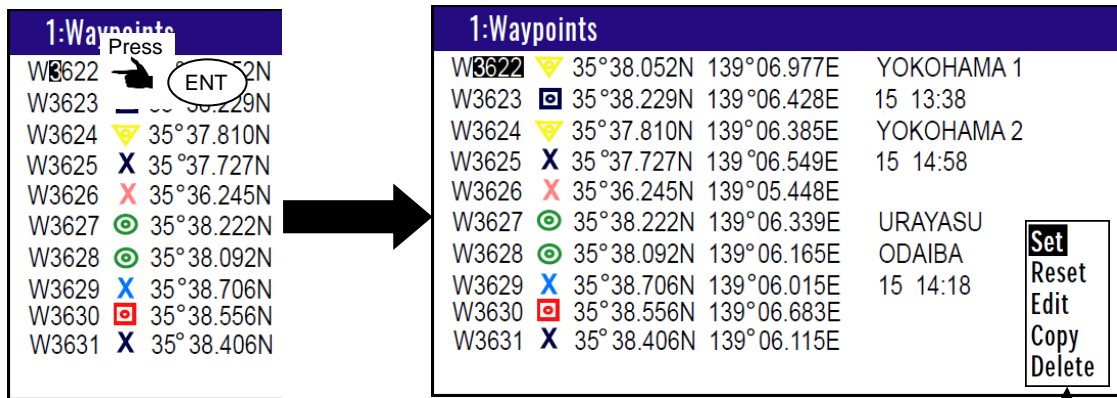 1:Waypoints
Press
ENT
W3622 52N
W3623 38.229N
W3624 35°37.810N
W3625 X 35°37.727N
W3626 X 35°36.245N
W3627 35°38.222N
W3628 35°38.092N
W3629 X 35°38.706N
W3630 35°38.556N
W3631 X 35°38.406N
1:Waypoints
W3622 35°38.052N 139°06.977E YOKOHAMA 1
W3623 35°38.229N 139°06.428E 15 13:38
W3624 35°37.810N 139°06.385E YOKOHAMA 2
W3625 X 35°37.727N 139°06.549E 15 14:58
W3626 X 35°36.245N 139°05.448E
W3627 35°38.222N 139°06.339E URAYASU
W3628 35°38.092N 139°06.165E ODAIBA
W3629 X 35°38.706N 139°06.015E 15 14:18
W3630 35°38.556N 139°06.683E
W3631 X 35°38.406N 139°06.115E
Set
Reset
Edit
Copy
Delete